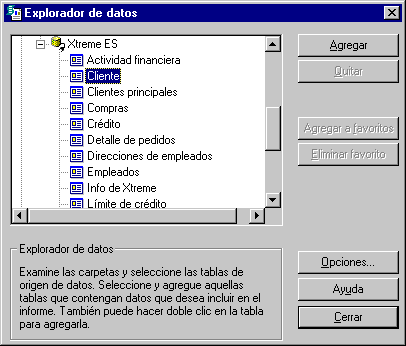 Explorador de datos
Xtreme ES
Actividad financiera
Cliente
Clientes principales
Compras
Crédito
Detalle de pedidos
Direcciones de empleados
Empleados
Info de Xtreme
Límite de crédito
Agregar
Quitar
Agregar a favoritos
Eliminar favorito
Explorador de datos
Examine las carpetas y seleccione las tablas de
origen de datos. Seleccione y agregue aquellas
tablas que contengan datos que desea incluir en el
informe. También puede hacer doble clic en la tabla
para agregarla.
Opciones...
Ayuda
Cerrar